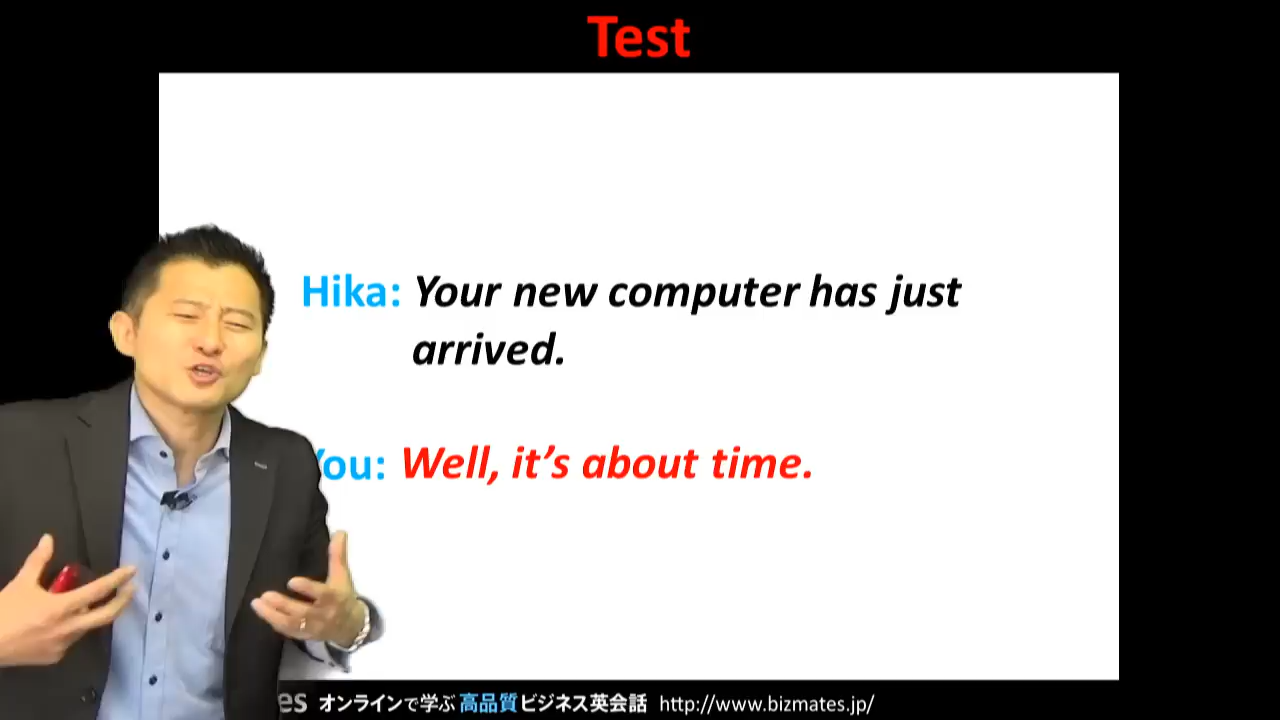 Test
Hika: Your new computer has just
arrived.
You: Well, it's about time.
es オンラインで学ぶ 高品質 ビジネス英会話 http://www.bizmates.jp/